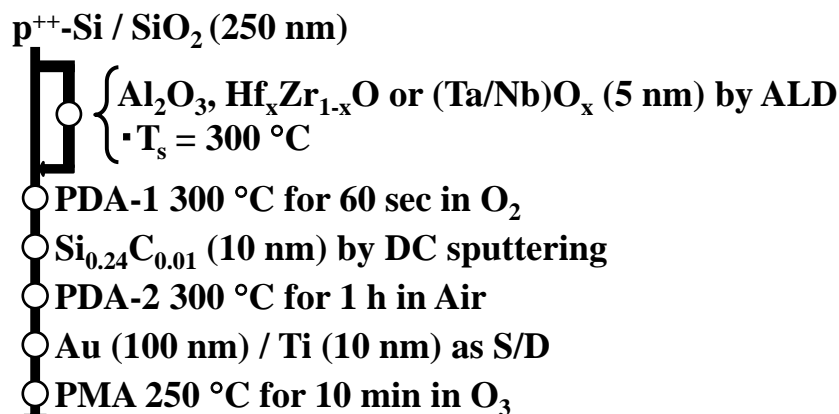 p⁺⁺-Si / SiO₂ (250 nm)
Al₂O₃, HfₓZr₁₋ₓO or (Ta/Nb)Oₓ (5 nm) by ALD
・Tₛ = 300 °C
PDA-1 300 °C for 60 sec in O₂
Si₀.₂₄C₀.₀₁ (10 nm) by DC sputtering
PDA-2 300 °C for 1 h in Air
Au (100 nm) / Ti (10 nm) as S/D
PMA 250 °C for 10 min in O₃